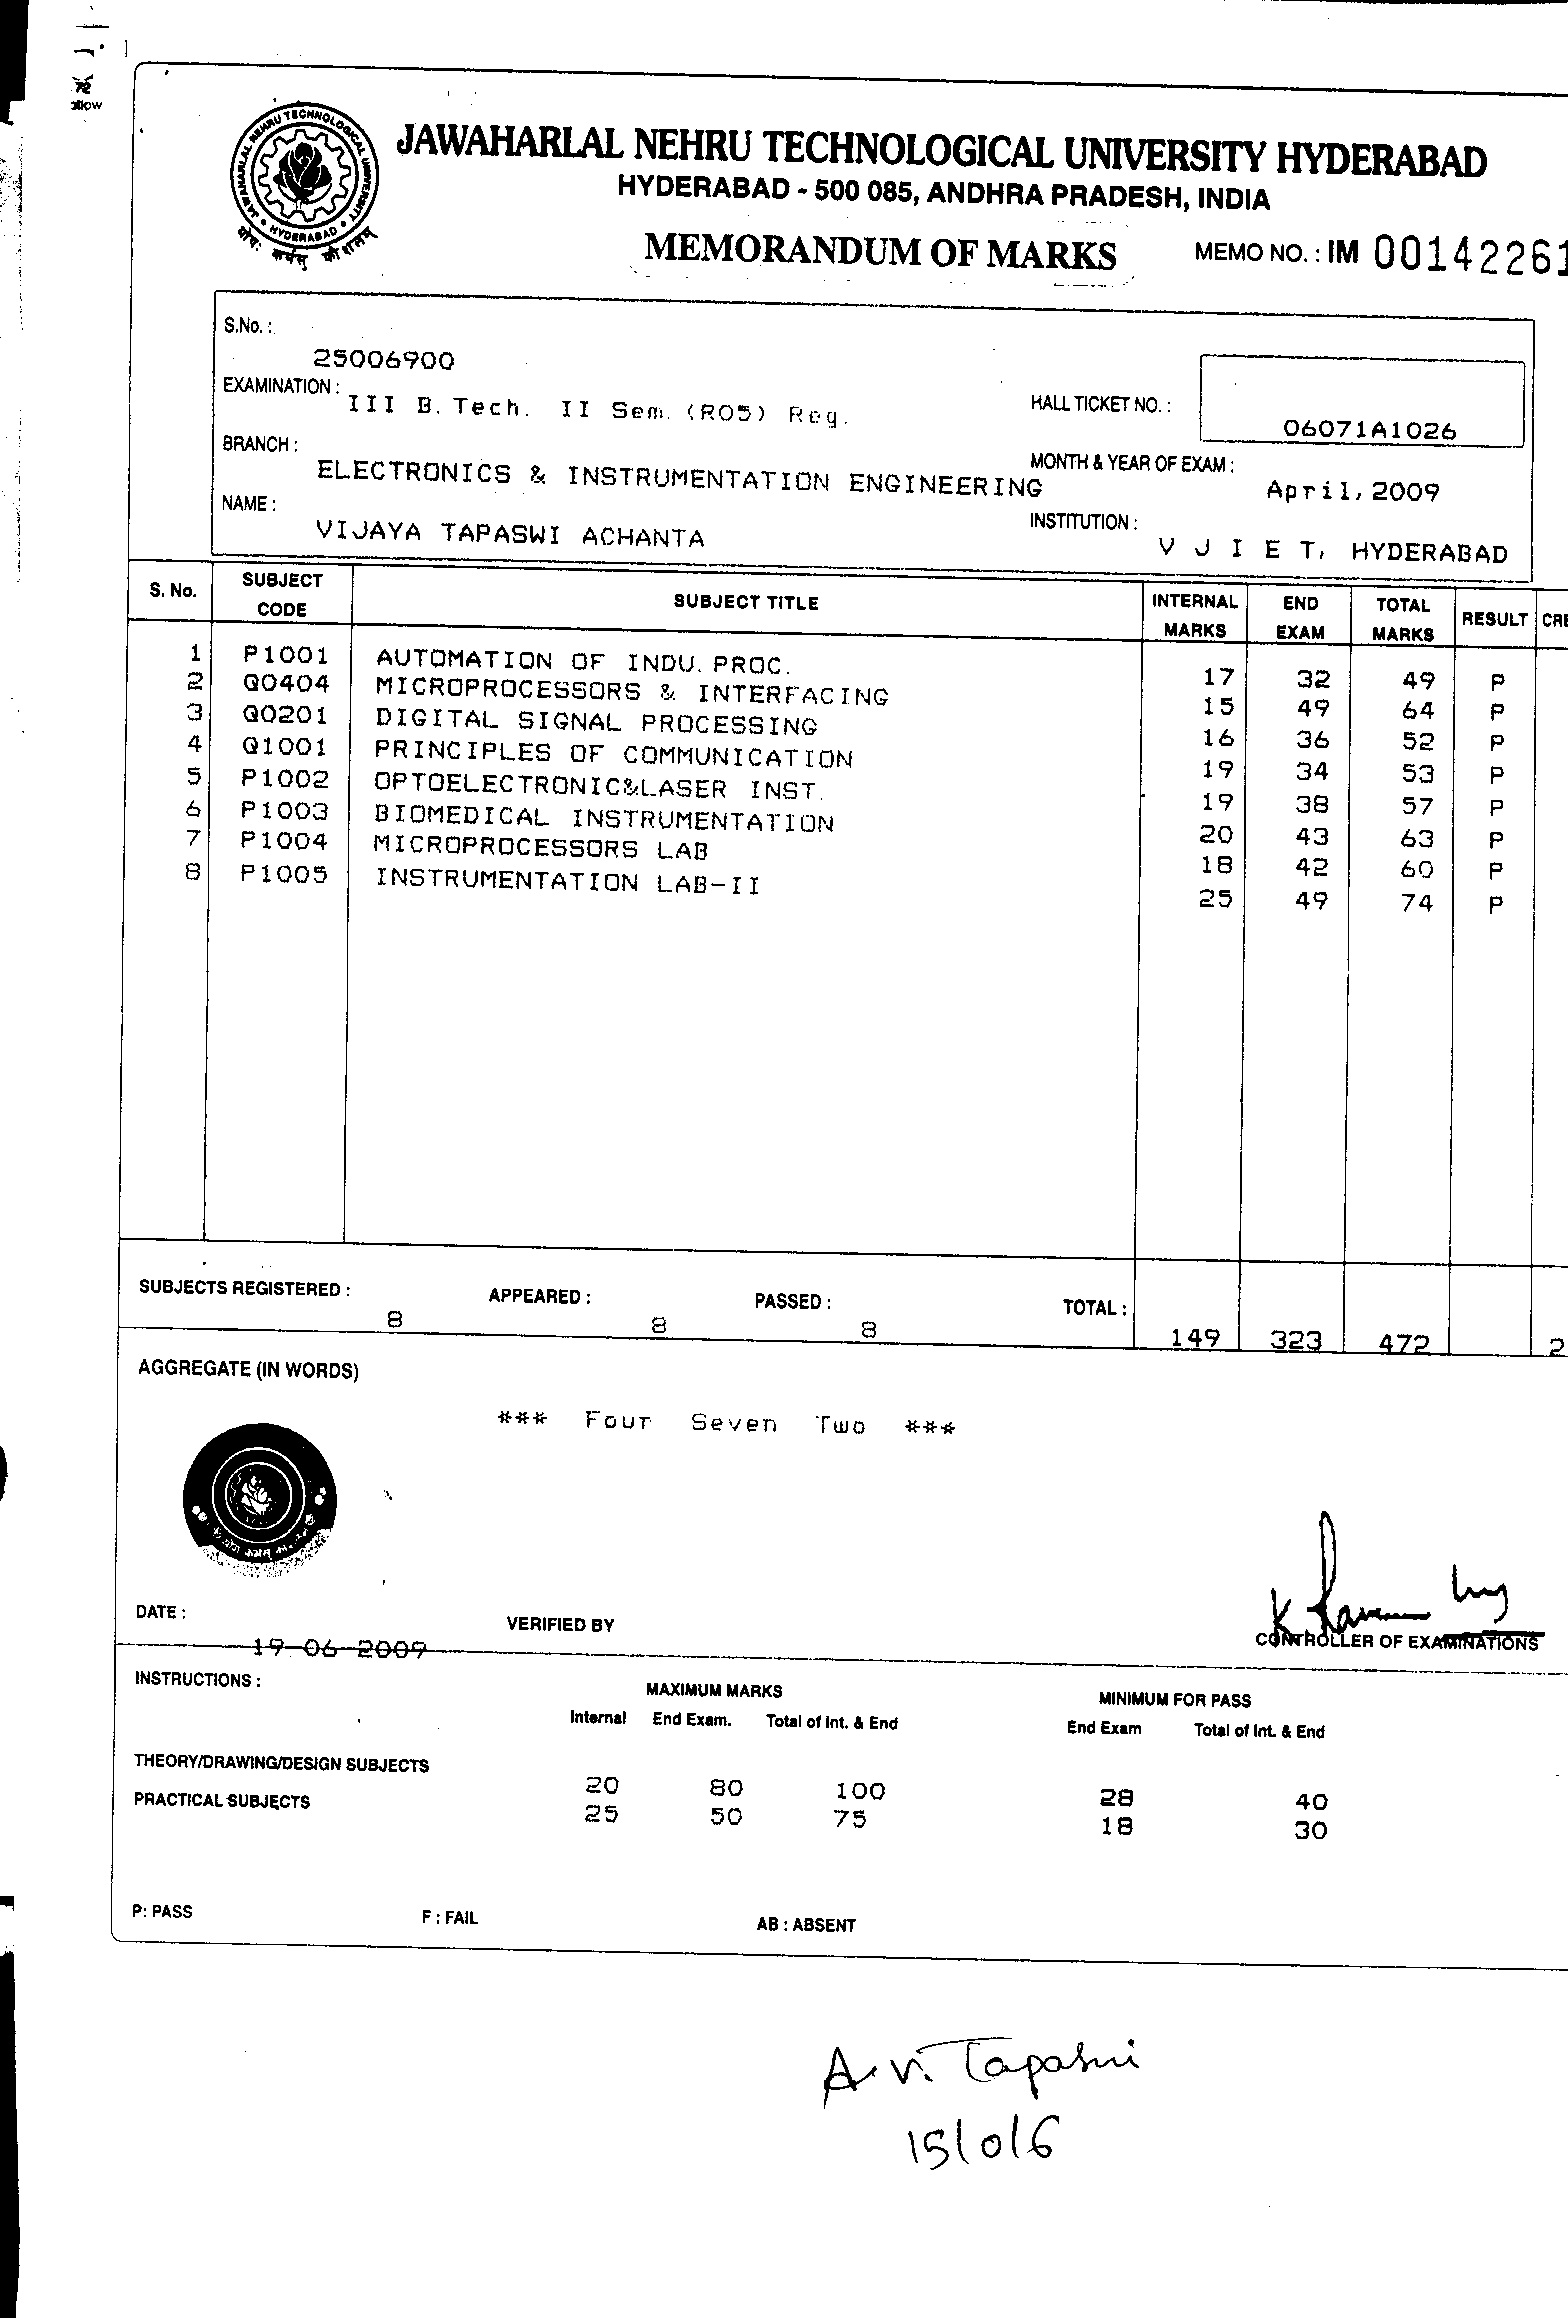 JAWAHARLAL NEHRU TECHNOLOGICAL UNIVERSITY HYDERABAD
HYDERABAD - 500 085, ANDHRA PRADESH, INDIA
MEMORANDUM OF MARKS MEMO NO. : IM 00142261
S.No. :
25006900
EXAMINATION : III B.Tech. II Sem.(R05) Reg. HALL TICKET NO. : 06071A1026
BRANCH : ELECTRONICS & INSTRUMENTATION ENGINEERING MONTH & YEAR OF EXAM : April,2009
NAME : VIJAYA TAPASWI ACHANTA INSTITUTION : V J I E T, HYDERABAD
S. No. SUBJECT CODE SUBJECT TITLE INTERNAL MARKS END EXAM TOTAL MARKS RESULT CRE
1 P1001 AUTOMATION OF INDU.PROC. 17 32 49 P
2 Q0404 MICROPROCESSORS & INTERFACING 15 49 64 P
3 Q0201 DIGITAL SIGNAL PROCESSING 16 36 52 P
4 Q1001 PRINCIPLES OF COMMUNICATION 19 34 53 P
5 P1002 OPTOELECTRONIC&LASER INST. 19 38 57 P
6 P1003 BIOMEDICAL INSTRUMENTATION 20 43 63 P
7 P1004 MICROPROCESSORS LAB 18 42 60 P
8 P1005 INSTRUMENTATION LAB-II 25 49 74 P
SUBJECTS REGISTERED : 8 APPEARED : 8 PASSED : 8 TOTAL : 149 323 472 2
AGGREGATE (IN WORDS)
*** Four Seven Two ***
DATE : 19-06-2009 VERIFIED BY CONTROLLER OF EXAMINATIONS
INSTRUCTIONS : MAXIMUM MARKS MINIMUM FOR PASS
Internal End Exam. Total of Int. & End End Exam Total of Int. & End
THEORY/DRAWING/DESIGN SUBJECTS 20 80 100 28 40
PRACTICAL SUBJECTS 25 50 75 18 30
P: PASS F : FAIL AB : ABSENT
A.V. Tapaswi